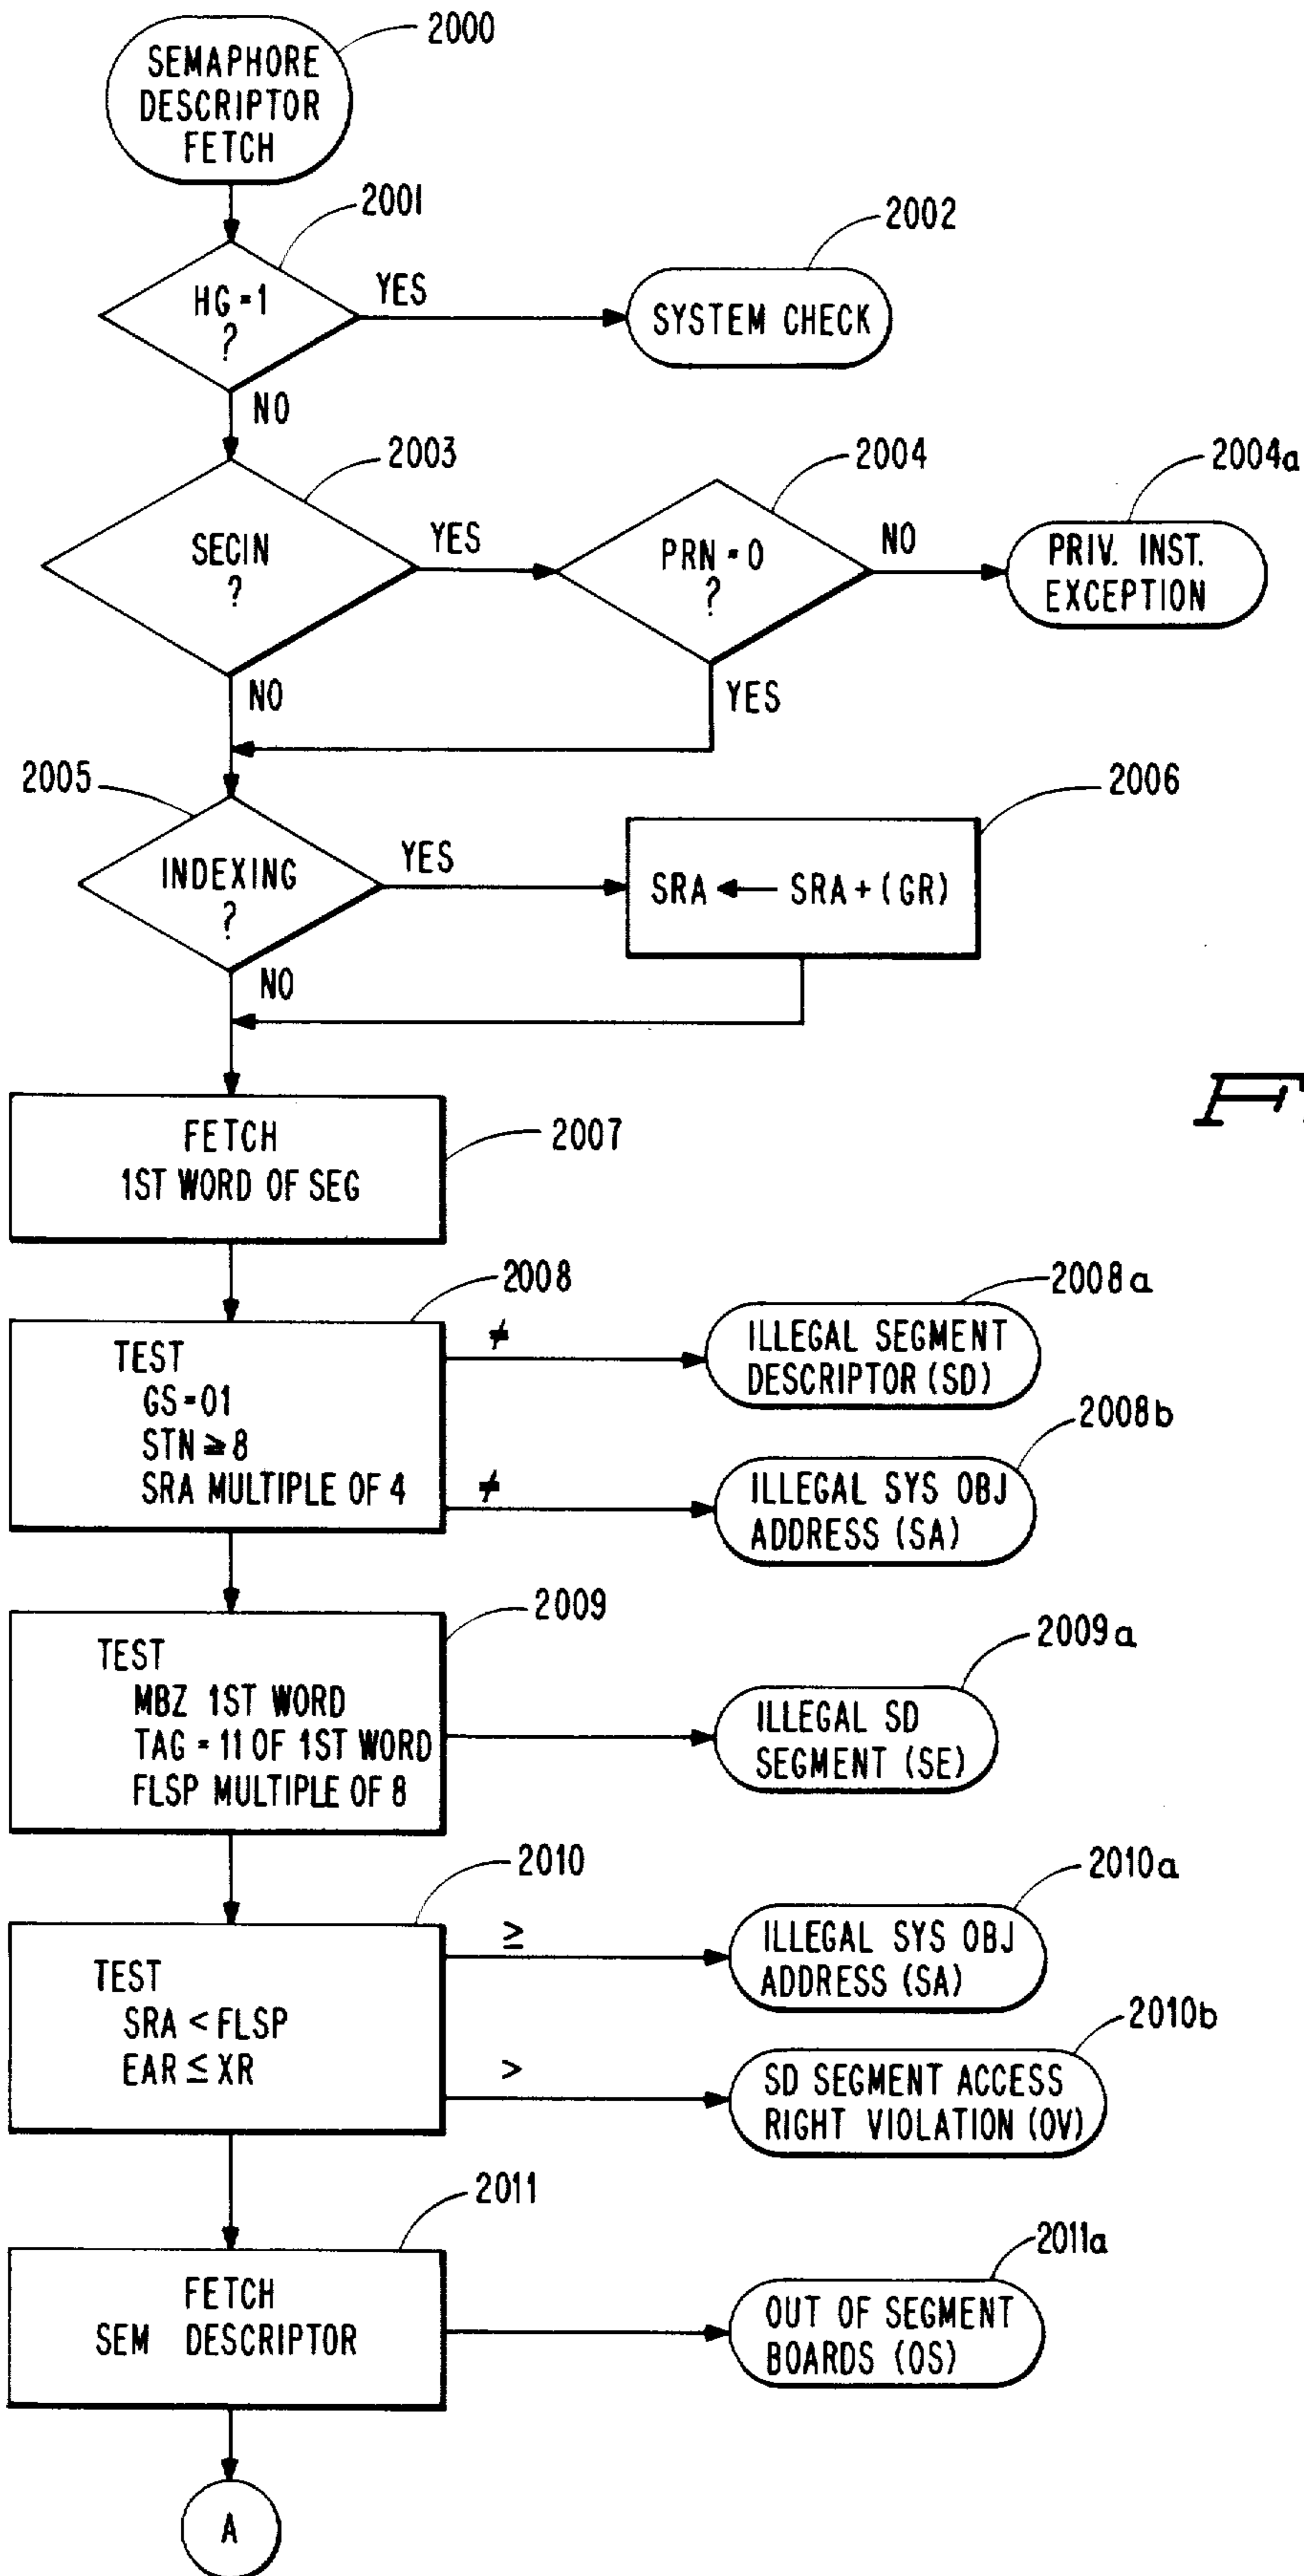 2000
SEMAPHORE
DESCRIPTOR
FETCH
2001
2002
HG = 1
?
YES
SYSTEM CHECK
NO
2003
2004
2004a
SECIN
?
YES
PRN = 0
?
NO
PRIV. INST.
EXCEPTION
NO
YES
2005
2006
INDEXING
?
YES
SRA ← SRA + (GR)
NO
FETCH
1ST WORD OF SEG
2007
2008
2008a
TEST
GS = 01
STN ≥ 8
SRA MULTIPLE OF 4
≠
ILLEGAL SEGMENT
DESCRIPTOR (SD)
2008b
≠
ILLEGAL SYS OBJ
ADDRESS (SA)
2009
2009a
TEST
MBZ 1ST WORD
TAG = 11 OF 1ST WORD
FLSP MULTIPLE OF 8
ILLEGAL SD
SEGMENT (SE)
2010
2010a
TEST
SRA < FLSP
EAR ≤ XR
≥
ILLEGAL SYS OBJ
ADDRESS (SA)
2010b
>
SD SEGMENT ACCESS
RIGHT VIOLATION (OV)
2011
2011a
FETCH
SEM DESCRIPTOR
OUT OF SEGMENT
BOARDS (OS)
A